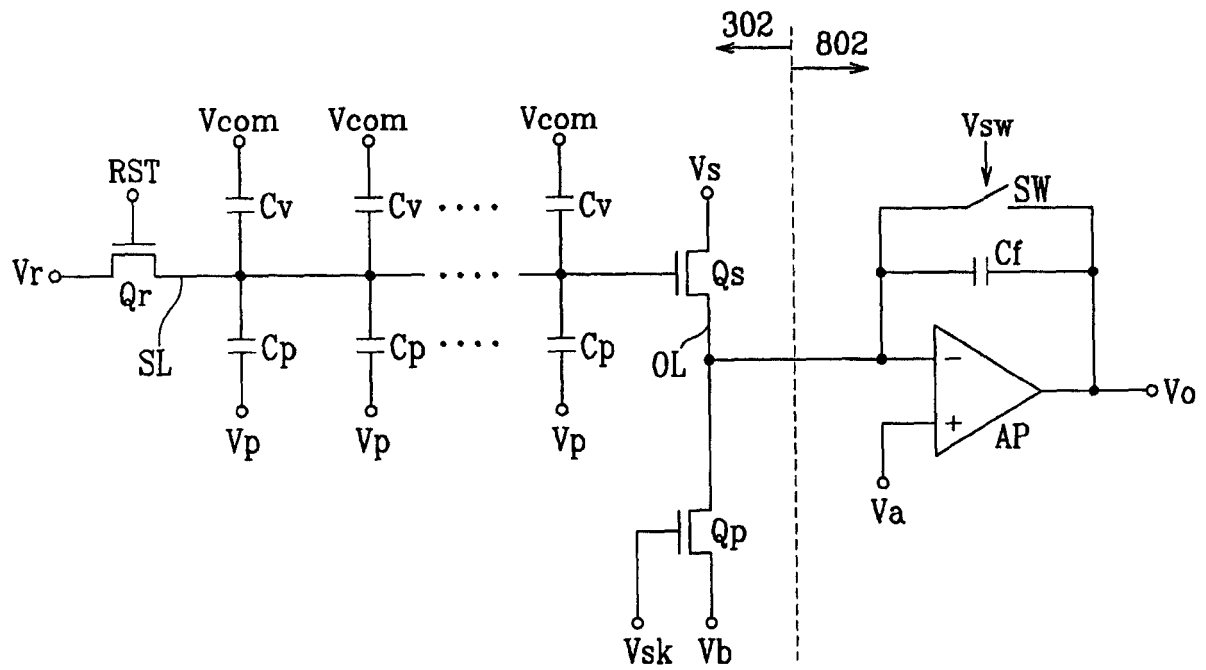 302
802
Vcom Vcom Vcom
Vsw
RST
Vs
SW
Cv Cv Cv
Cf
Vr
Qr
Qs
SL
Cp Cp Cp
OL
−
Vo
+
AP
Vp Vp Vp
Va
Qp
Vsk Vb